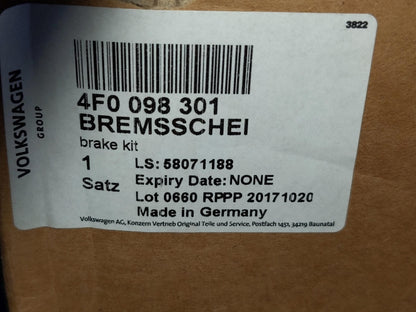 3822
VOLKSWAGEN
GROUP
4F0 098 301
BREMSSCHEI
brake kit
1 LS: 58071188
Satz Expiry Date: NONE
Lot 0660 RPPP 20171020
Made in Germany
Volkswagen AG, Konzern Vertrieb Original Teile und Service, Postfach 1451, 34219 Baunatal